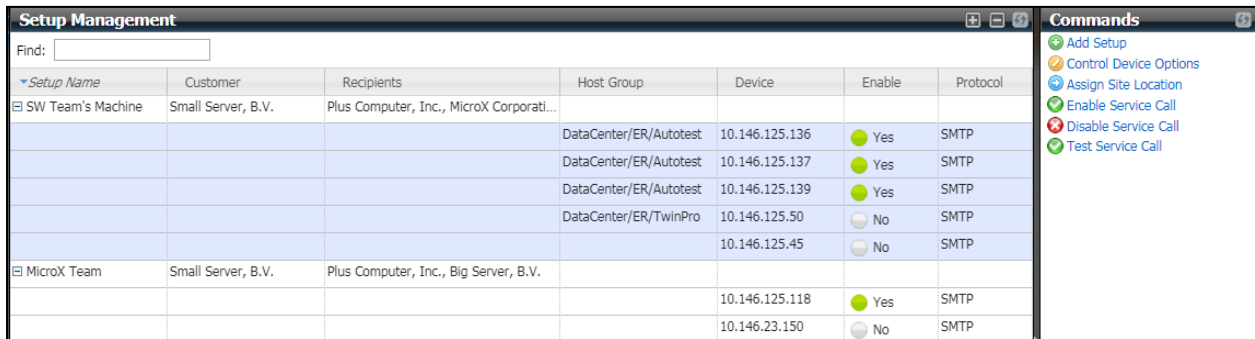 Setup Management
Find:
Setup Name Customer Recipients Host Group Device Enable Protocol
SW Team's Machine Small Server, B.V. Plus Computer, Inc., MicroX Corporati...
DataCenter/ER/Autotest 10.146.125.136 Yes SMTP
DataCenter/ER/Autotest 10.146.125.137 Yes SMTP
DataCenter/ER/Autotest 10.146.125.139 Yes SMTP
DataCenter/ER/TwinPro 10.146.125.50 No SMTP
10.146.125.45 No SMTP
MicroX Team Small Server, B.V. Plus Computer, Inc., Big Server, B.V.
10.146.125.118 Yes SMTP
10.146.23.150 No SMTP
Commands
Add Setup
Control Device Options
Assign Site Location
Enable Service Call
Disable Service Call
Test Service Call